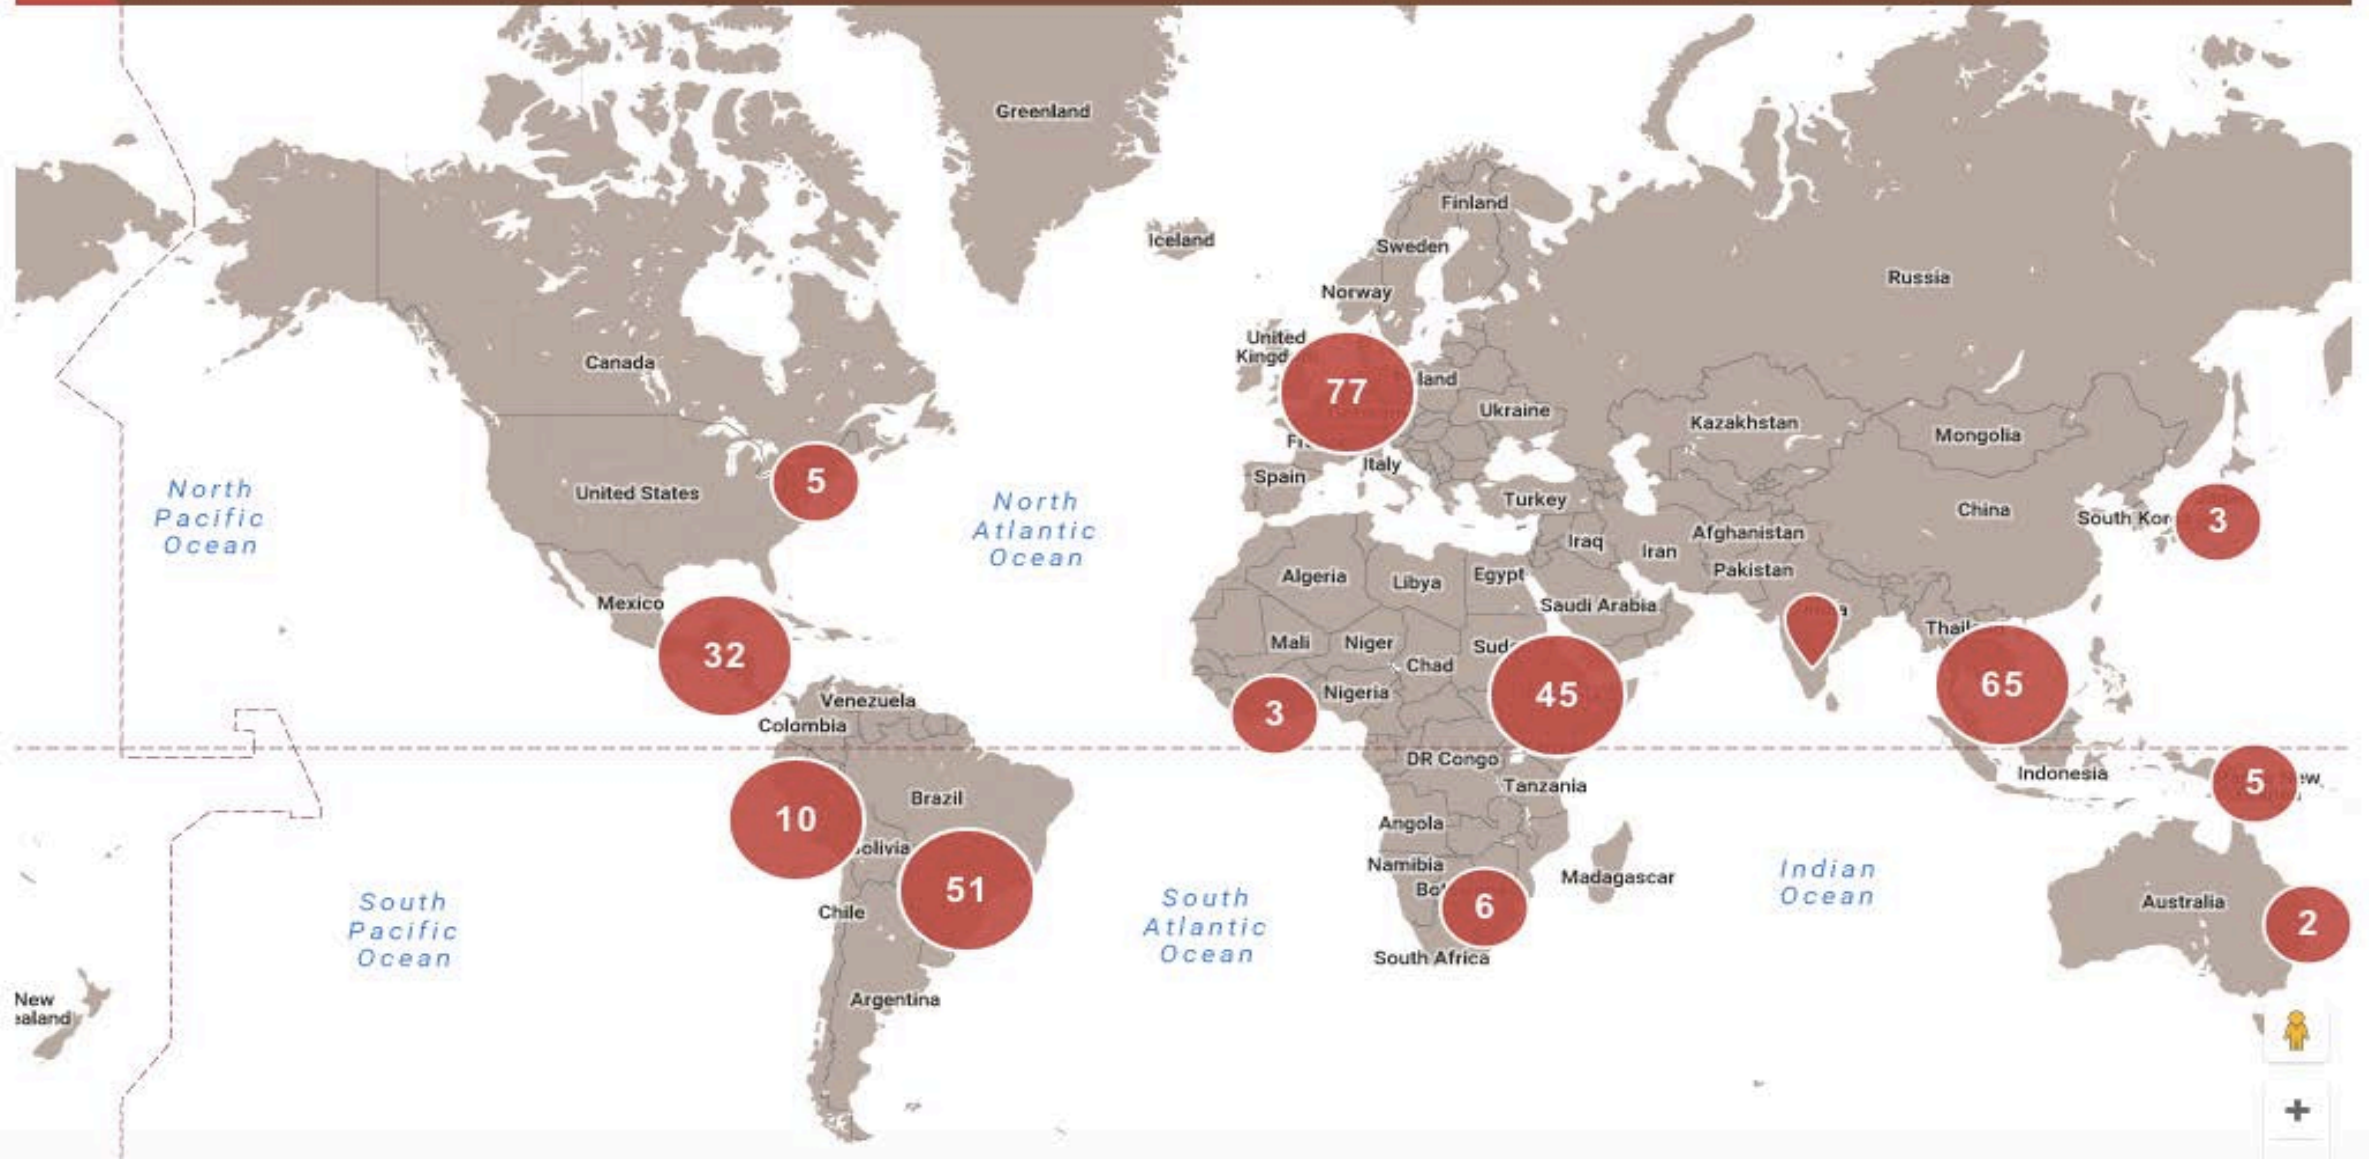 Greenland
Finland
Iceland
Sweden
Russia
Norway
United
Canada
77
land
Ukraine
Kazakhstan
Mongolia
Italy
Spain
5
United States
North
Pacific
Ocean
North
Atlantic
Ocean
Turkey
China
South Kor
3
Afghanistan
Iraq
Iran
Pakistan
Algeria
Libya
Egypt
Mexico
Saudi Arabia
32
Mali
Niger
Sud
Chad
Thail
Nigeria
45
65
3
Venezuela
Colombia
DR Congo
Indonesia
5
Tanzania
10
Brazil
Angola
olivia
Namibia
Bo
Madagascar
Indian
Ocean
51
6
Chile
South
Pacific
Ocean
South
Atlantic
Ocean
Australia
2
South Africa
New
ealand
Argentina
+